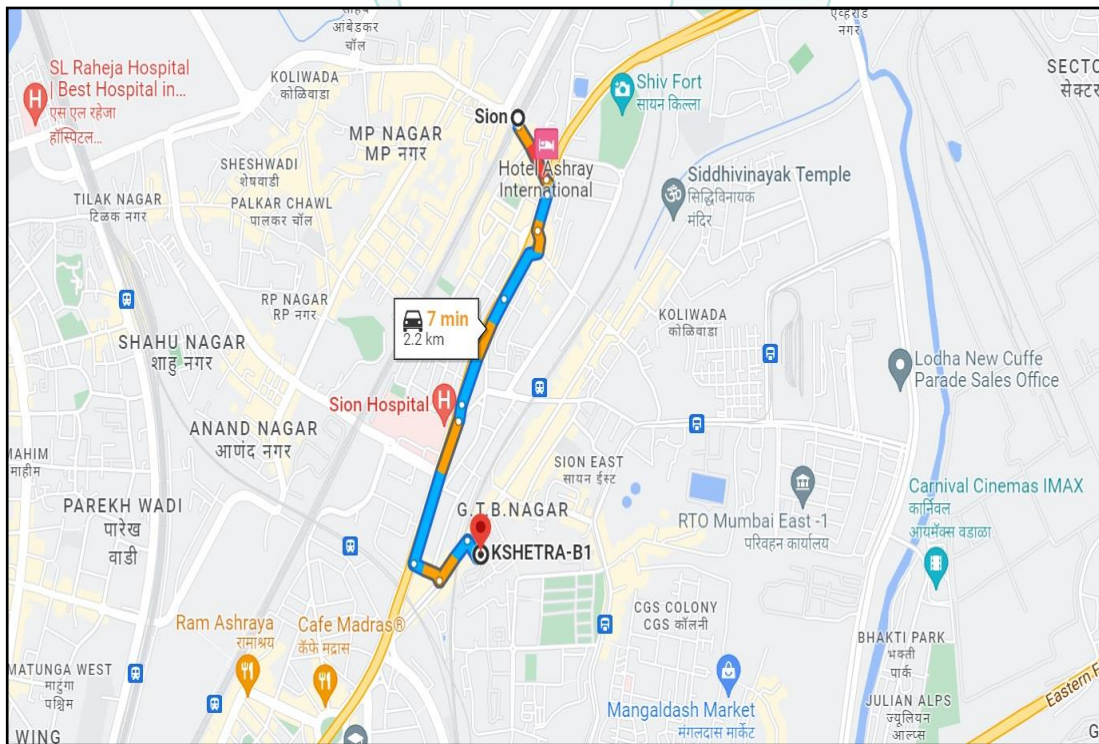 साहेब
आंबेडकर
चॉल
एव्हरार्ड
नगर
SL Raheja Hospital
| Best Hospital in...
एस एल रहेजा
हॉस्पिटल...
KOLIWADA
कोळिवाडा
Shiv Fort
सायन किल्ला
SECTO
सेक्टर
Sion
MP NAGAR
MP नगर
Hotel Ashray
International
SHESHWADI
शेषवाडी
Siddhivinayak Temple
सिद्धिविनायक
मंदिर
TILAK NAGAR
टिळक नगर
PALKAR CHAWL
पालकर चॉल
RP NAGAR
RP नगर
7 min
2.2 km
KOLIWADA
कोळिवाडा
SHAHU NAGAR
शाहु नगर
Lodha New Cuffe
Parade Sales Office
Sion Hospital
H
H
ANAND NAGAR
आणंद नगर
MAHIM
माहीम
SION EAST
सायन ईस्ट
Carnival Cinemas IMAX
कार्निवल
आयमॅक्स वडाळा
PAREKH WADI
पारेख
वाडी
G.T.B.NAGAR
RTO Mumbai East -1
परिवहन कार्यालय
KSHETRA-B1
Ram Ashraya
रामाश्रय
Cafe Madras®
कॅफे मद्रास
CGS COLONY
CGS कॉलनी
BHAKTI PARK
भक्ती
पार्क
MATUNGA WEST
माटुंगा
पश्चिम
Mangaldash Market
मंगलदास मार्केट
JULIAN ALPS
ज्युलियन
आल्प्स
Eastern F
WING
G